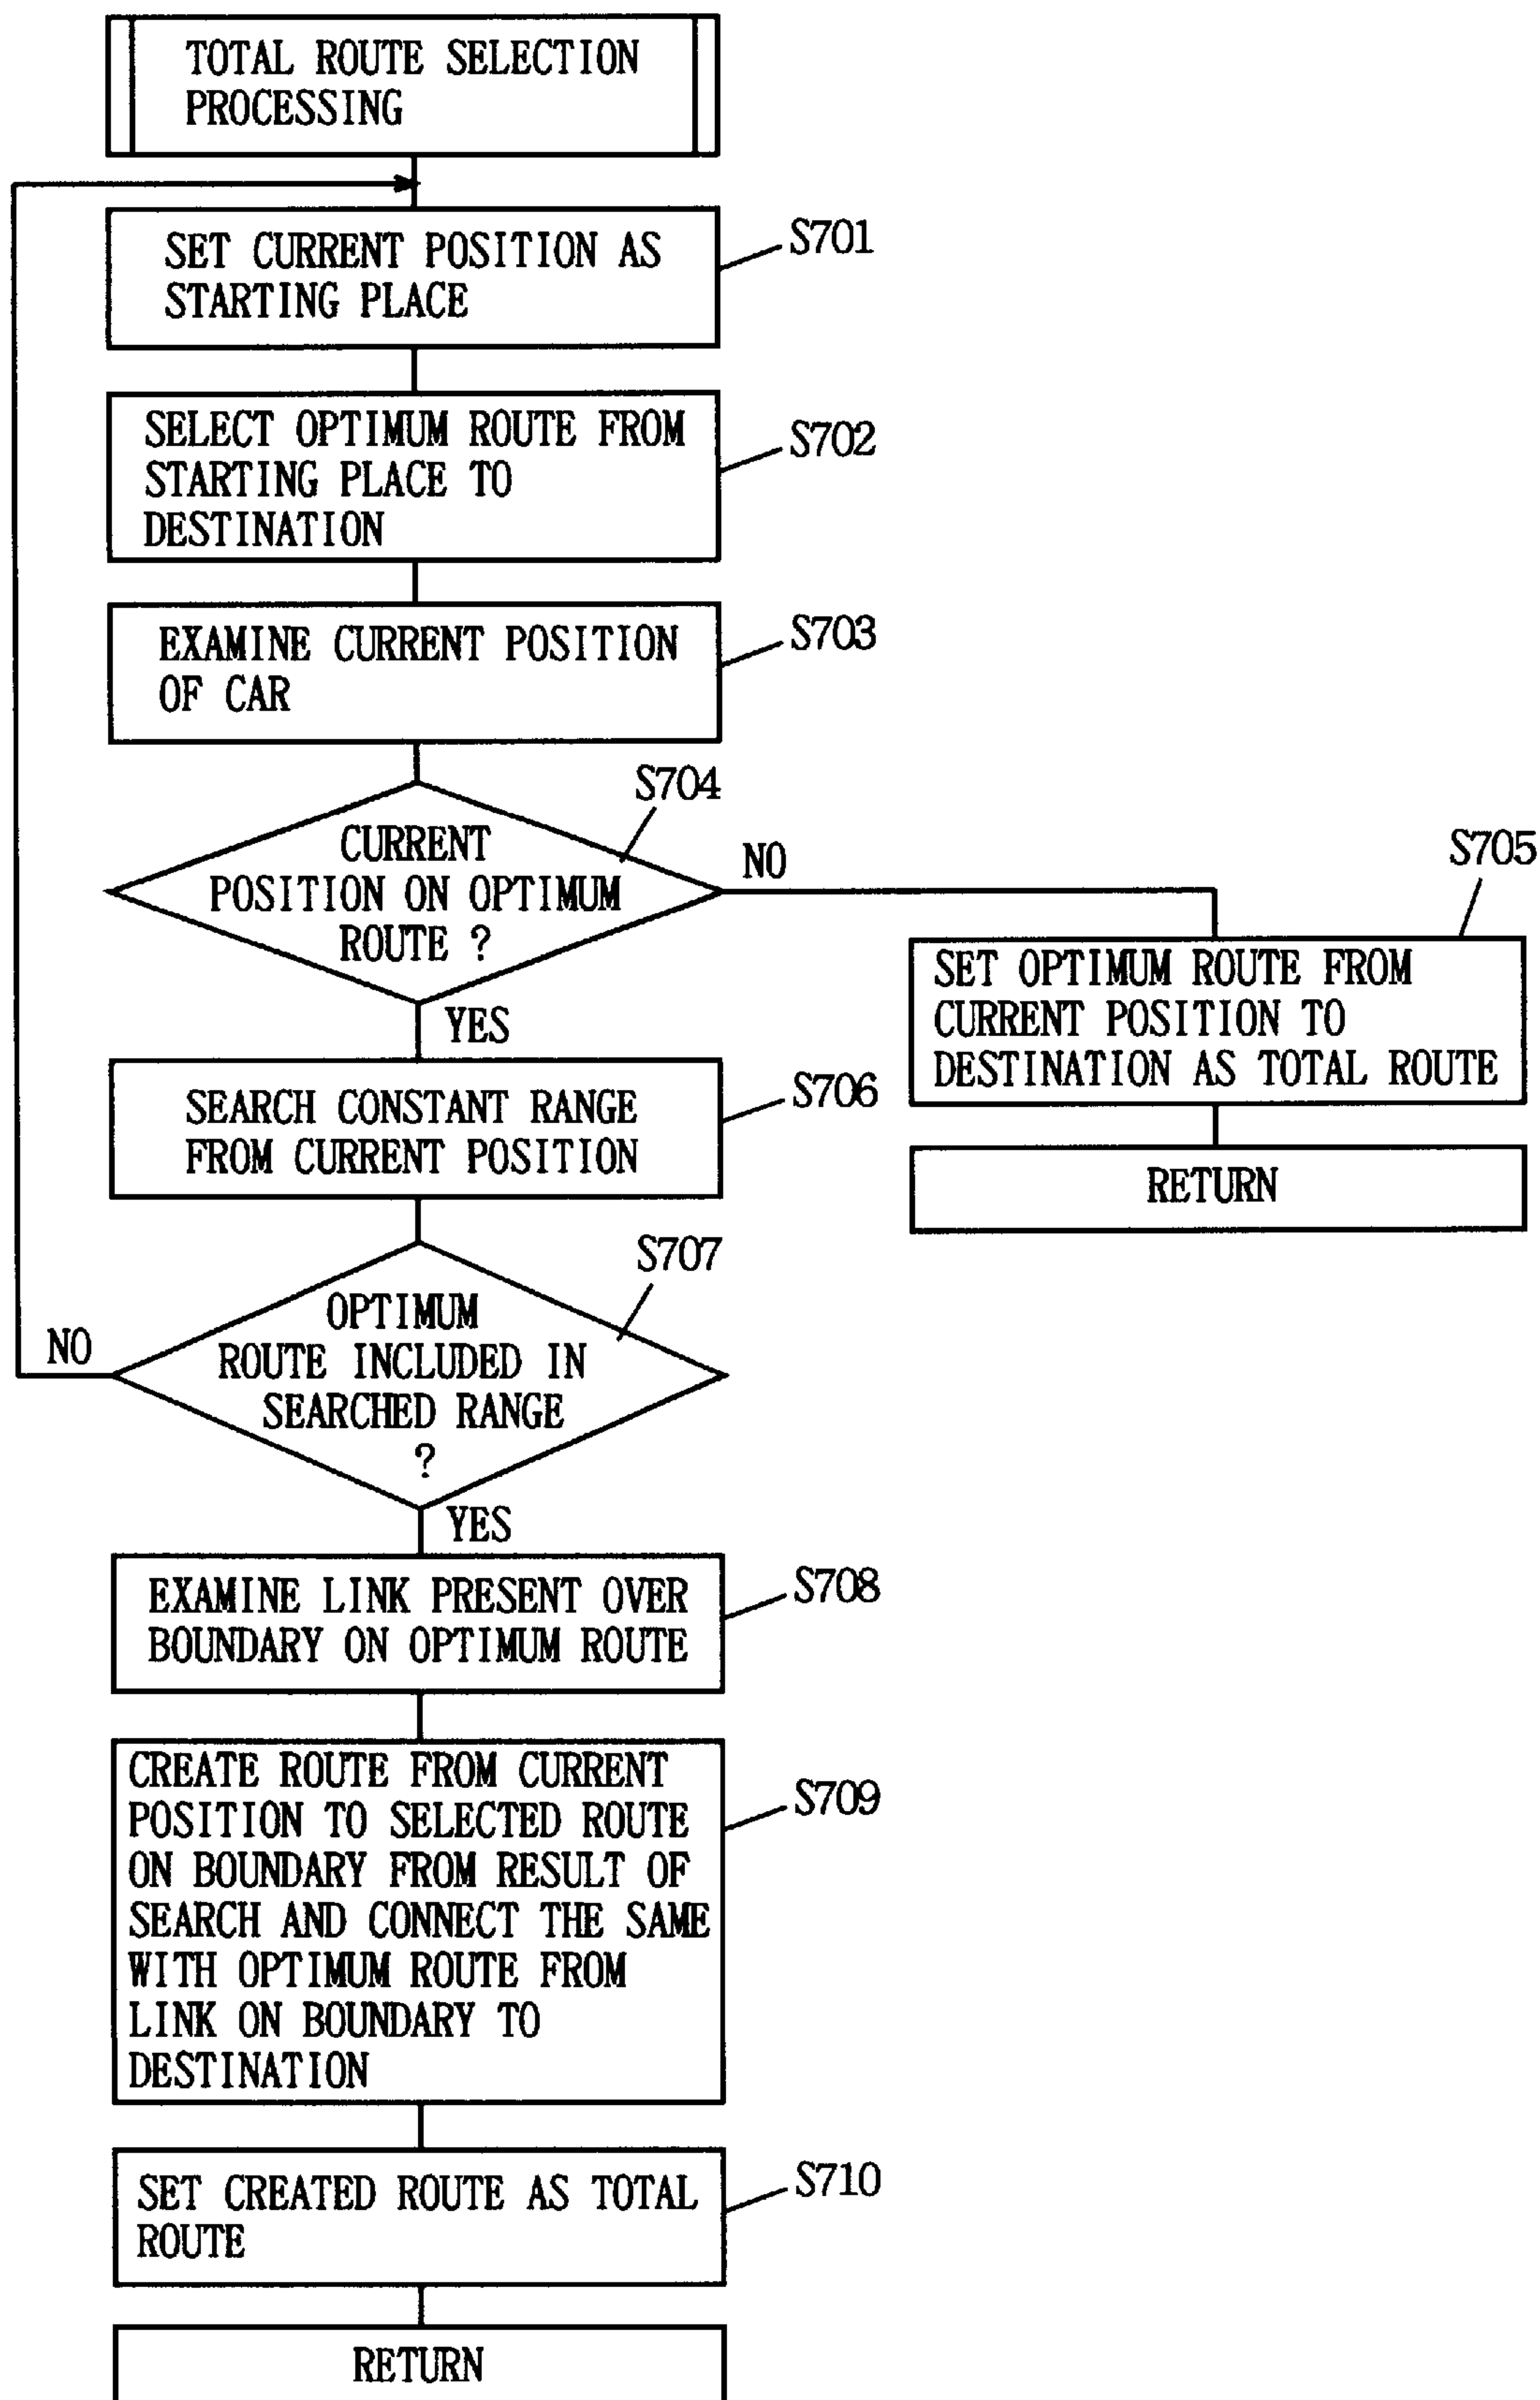 TOTAL ROUTE SELECTION
PROCESSING
SET CURRENT POSITION AS
STARTING PLACE
S701
SELECT OPTIMUM ROUTE FROM
STARTING PLACE TO
DESTINATION
S702
EXAMINE CURRENT POSITION
OF CAR
S703
S704
CURRENT
POSITION ON OPTIMUM
ROUTE ?
NO
S705
SET OPTIMUM ROUTE FROM
CURRENT POSITION TO
DESTINATION AS TOTAL ROUTE
RETURN
YES
SEARCH CONSTANT RANGE
FROM CURRENT POSITION
S706
S707
OPTIMUM
ROUTE INCLUDED IN
SEARCHED RANGE
?
NO
YES
EXAMINE LINK PRESENT OVER
BOUNDARY ON OPTIMUM ROUTE
S708
CREATE ROUTE FROM CURRENT
POSITION TO SELECTED ROUTE
ON BOUNDARY FROM RESULT OF
SEARCH AND CONNECT THE SAME
WITH OPTIMUM ROUTE FROM
LINK ON BOUNDARY TO
DESTINATION
S709
SET CREATED ROUTE AS TOTAL
ROUTE
S710
RETURN